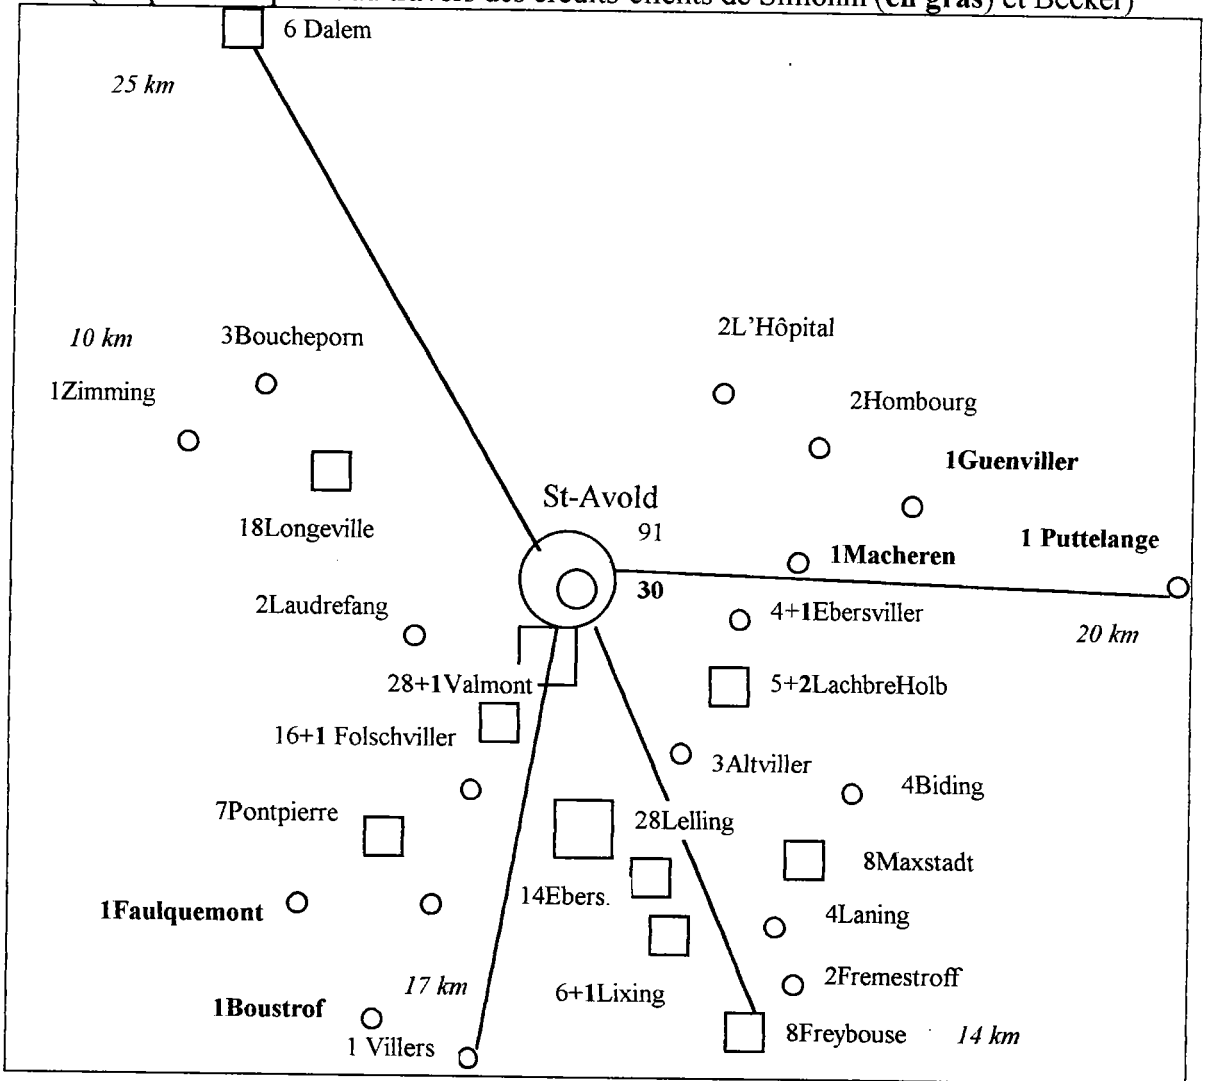 6 Dalem
25 km
2L'Hôpital
10 km
3Boucheporn
1Zimming
2Hombourg
1Guenviller
St-Avold
18Longeville
91
1 Puttelange
1Macheren
30
2Laudrefang
4+1Ebersviller
20 km
28+1Valmont
5+2LachbreHolb
16+1 Folschviller
3Altviller
4Biding
7Pontpierre
28Lelling
8Maxstadt
14Ebers.
1Faulquemont
4Laning
17 km
6+1Lixing
2Fremestroff
1Boustrof
1 Villers
8Freybouse
14 km